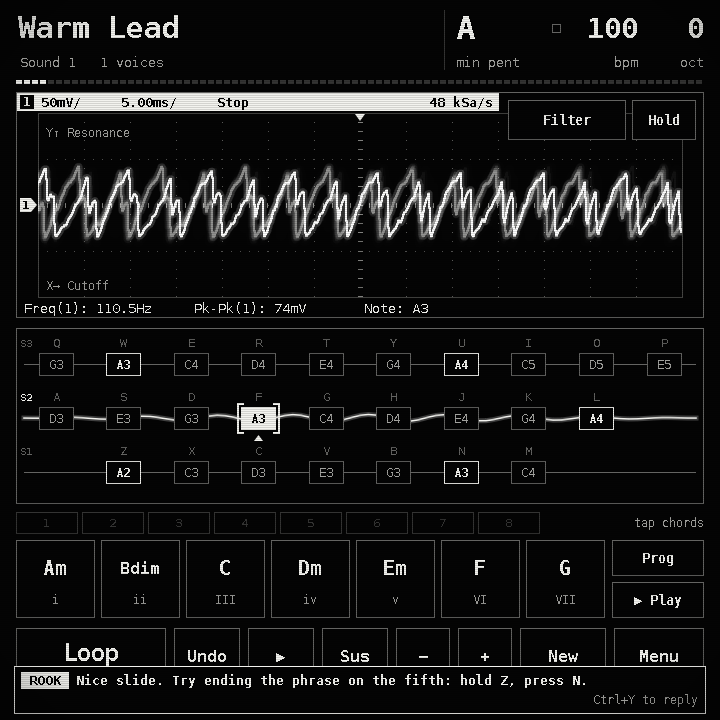 Warm Lead A 100 0
Sound 1 1 voices min pent bpm oct
1 50mV/ 5.00ms/ Stop 48 kSa/s
Filter Hold
Y↑ Resonance
1
X→ Cutoff
Freq(1): 110.5Hz Pk-Pk(1): 74mV Note: A3
S3 Q W E R T Y U I O P
G3 A3 C4 D4 E4 G4 A4 C5 D5 E5
S2 A S D F G H J K L
D3 E3 G3 A3 C4 D4 E4 G4 A4
S1 Z X C V B N M
A2 C3 D3 E3 G3 A3 C4
1 2 3 4 5 6 7 8 tap chords
Am Bdim C Dm Em F G Prog
i ii III iv v VI VII ▶ Play
Loop Undo ▶ Sus − + New Menu
ROOK Nice slide. Try ending the phrase on the fifth: hold Z, press N.
Ctrl+Y to reply